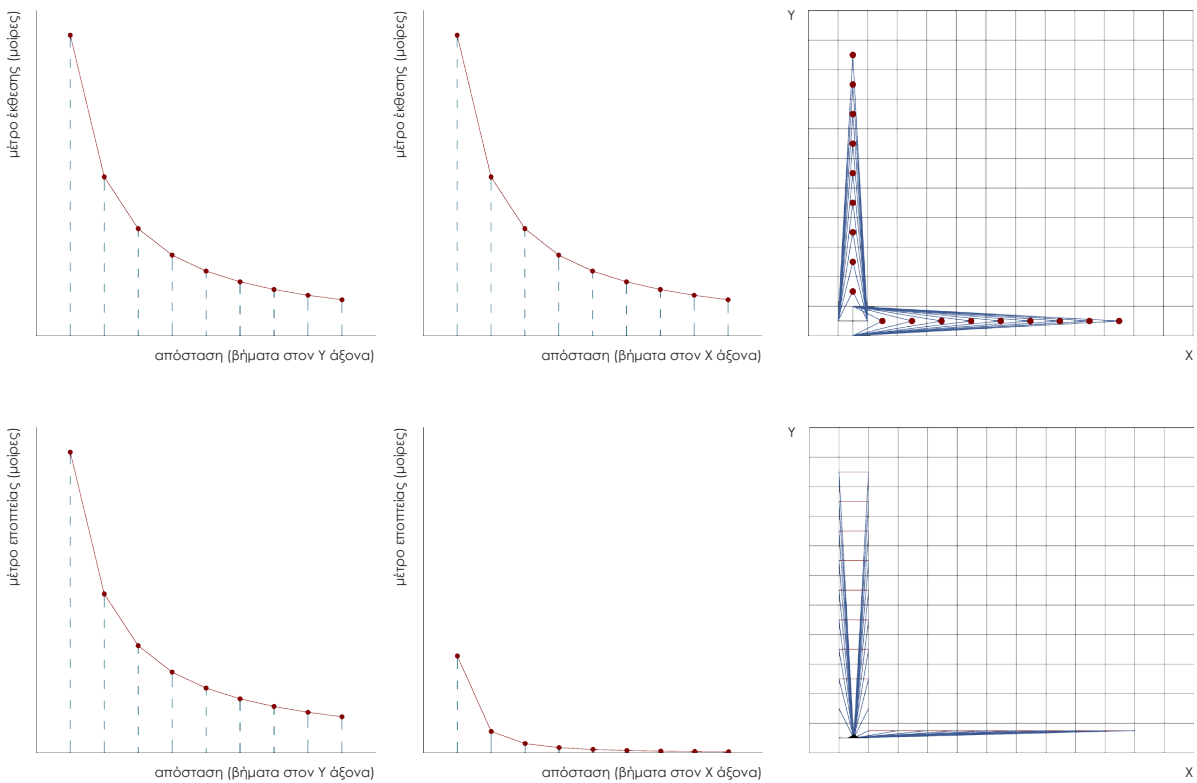 μέτρο έκθεσης (μοίρες)
απόσταση (βήματα στον Y άξονα)
μέτρο έκθεσης (μοίρες)
απόσταση (βήματα στον X άξονα)
Y
X
μέτρο εποπτείας (μοίρες)
απόσταση (βήματα στον Y άξονα)
μέτρο εποπτείας (μοίρες)
απόσταση (βήματα στον X άξονα)
Y
X